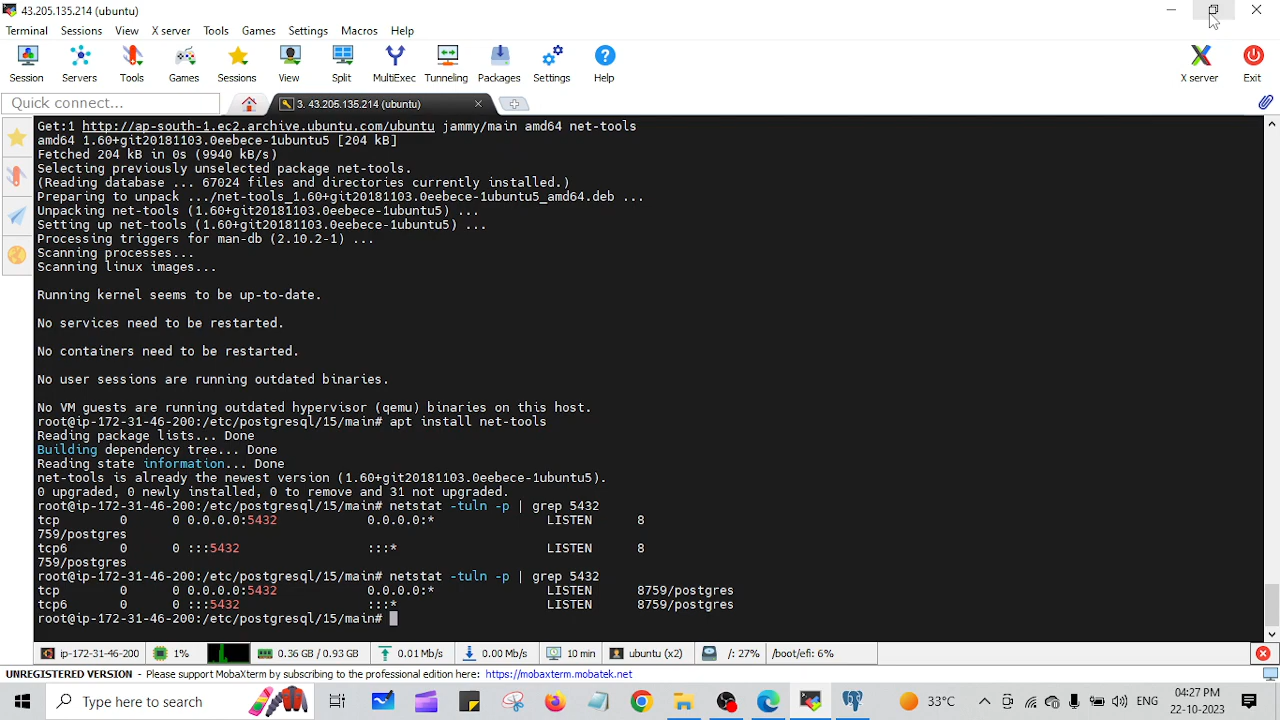 43.205.135.214 (ubuntu)
Terminal Sessions View X server Tools Games Settings Macros Help
Session Servers Tools Games Sessions View Split MultiExec Tunneling Packages Settings Help X server Exit
Quick connect... 3. 43.205.135.214 (ubuntu)
Get:1 http://ap-south-1.ec2.archive.ubuntu.com/ubuntu jammy/main amd64 net-tools
amd64 1.60+git20181103.0eebece-1ubuntu5 [204 kB]
Fetched 204 kB in 0s (9940 kB/s)
Selecting previously unselected package net-tools.
(Reading database ... 67024 files and directories currently installed.)
Preparing to unpack .../net-tools_1.60+git20181103.0eebece-1ubuntu5_amd64.deb ...
Unpacking net-tools (1.60+git20181103.0eebece-1ubuntu5) ...
Setting up net-tools (1.60+git20181103.0eebece-1ubuntu5) ...
Processing triggers for man-db (2.10.2-1) ...
Scanning processes...
Scanning linux images...
Running kernel seems to be up-to-date.
No services need to be restarted.
No containers need to be restarted.
No user sessions are running outdated binaries.
No VM guests are running outdated hypervisor (qemu) binaries on this host.
root@ip-172-31-46-200:/etc/postgresql/15/main# apt install net-tools
Reading package lists... Done
Building dependency tree... Done
Reading state information... Done
net-tools is already the newest version (1.60+git20181103.0eebece-1ubuntu5).
0 upgraded, 0 newly installed, 0 to remove and 31 not upgraded.
root@ip-172-31-46-200:/etc/postgresql/15/main# netstat -tuln -p | grep 5432
tcp 0 0 0.0.0.0:5432 0.0.0.0:* LISTEN 8
759/postgres
tcp6 0 0 :::5432 :::* LISTEN 8
759/postgres
root@ip-172-31-46-200:/etc/postgresql/15/main# netstat -tuln -p | grep 5432
tcp 0 0 0.0.0.0:5432 0.0.0.0:* LISTEN 8759/postgres
tcp6 0 0 :::5432 :::* LISTEN 8759/postgres
root@ip-172-31-46-200:/etc/postgresql/15/main#
ip-172-31-46-200 1% 0.36 GB / 0.93 GB 0.01 Mb/s 0.00 Mb/s 10 min ubuntu (x2) /: 27% /boot/efi: 6%
UNREGISTERED VERSION - Please support MobaXterm by subscribing to the professional edition here: https://mobaxterm.mobatek.net
Type here to search 33°C ENG 04:27 PM
22-10-2023